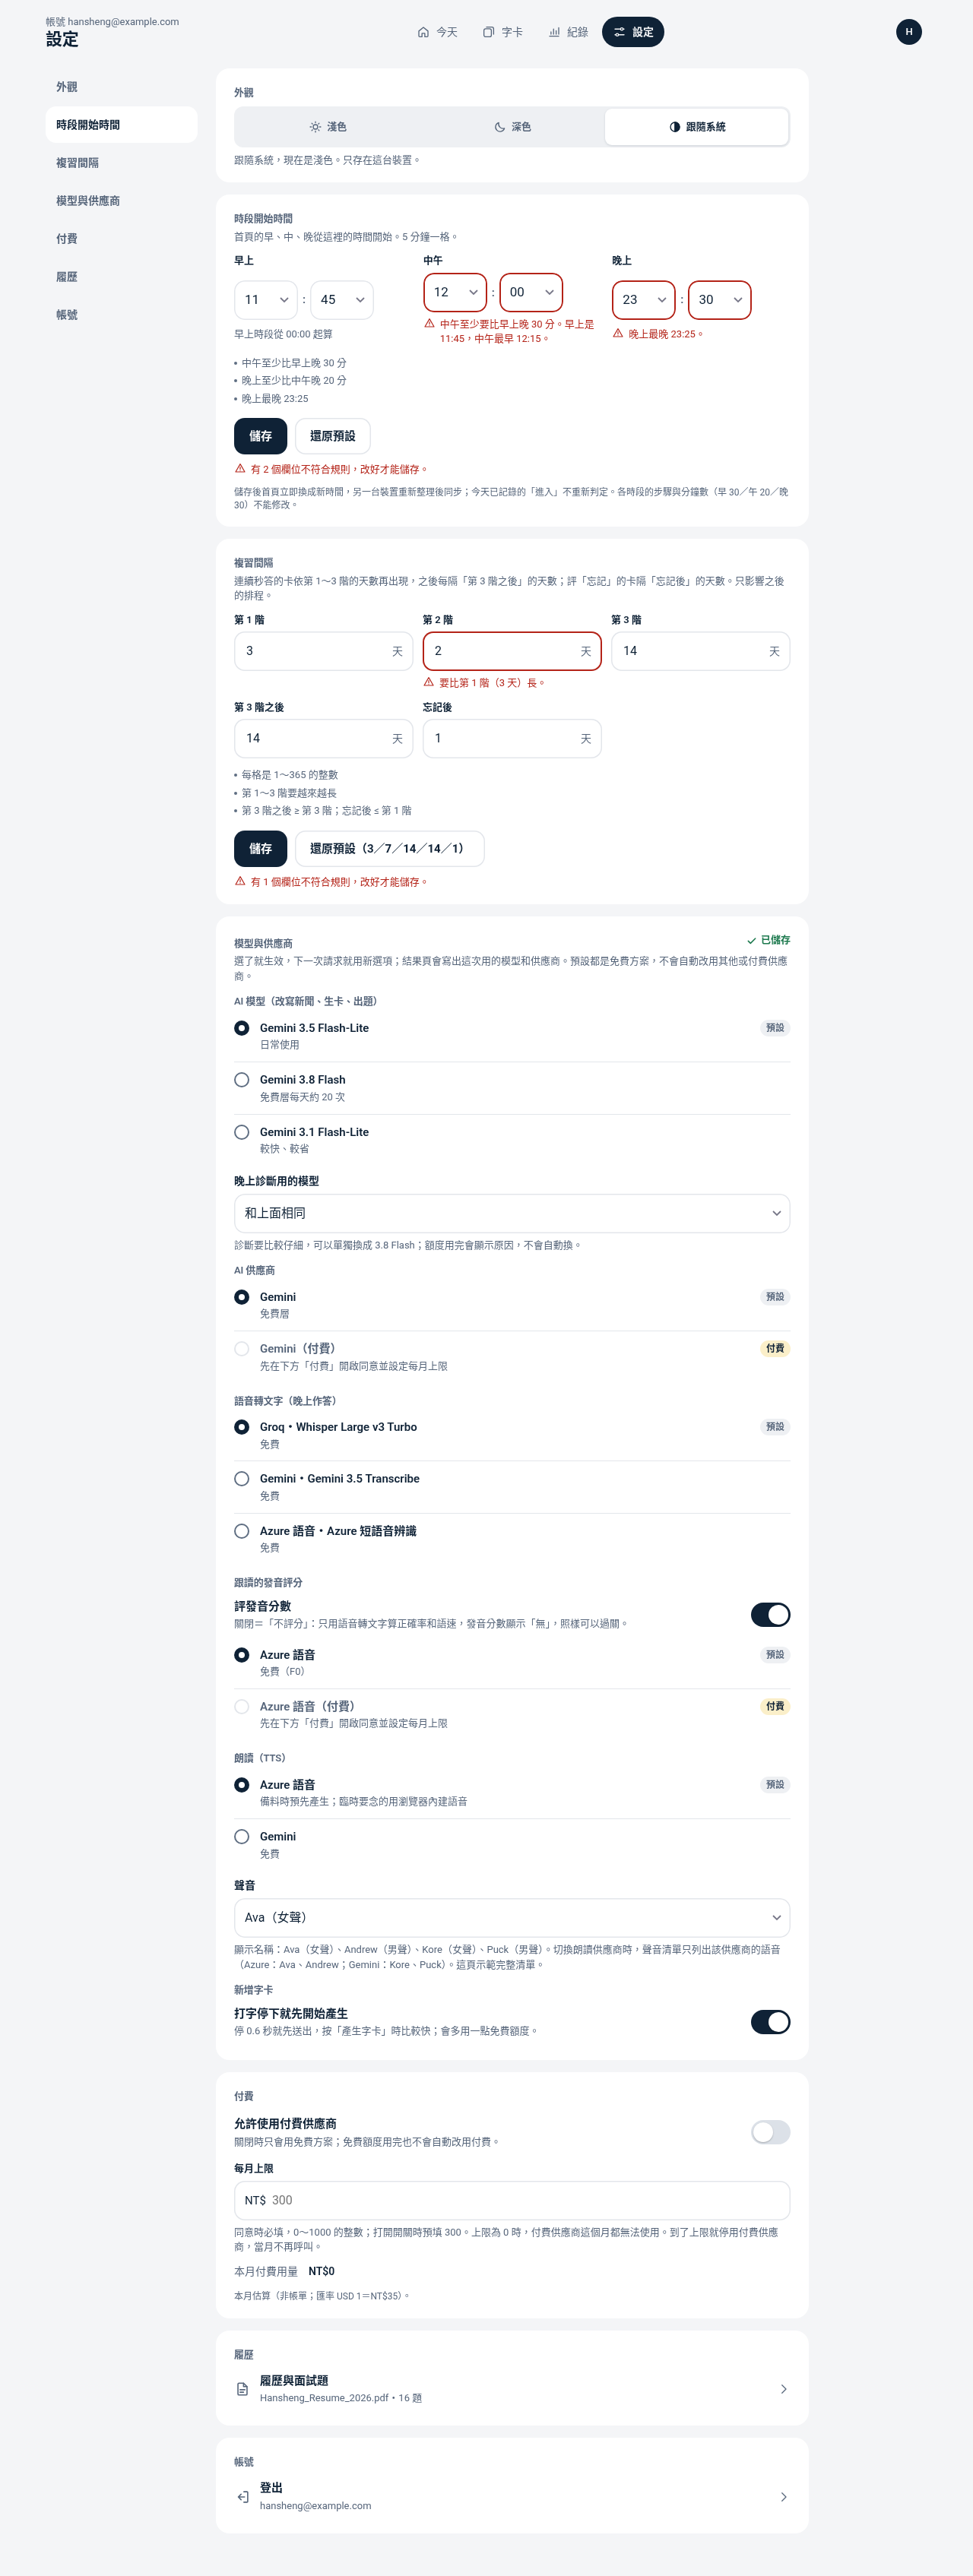 帳號 hansheng@example.com
設定
今天
字卡
紀錄
設定
H
外觀
時段開始時間
複習間隔
模型與供應商
付費
履歷
帳號
外觀
淺色
深色
跟隨系統
跟隨系統，現在是淺色。只存在這台裝置。
時段開始時間
首頁的早、中、晚從這裡的時間開始。5 分鐘一格。
早上
中午
晚上
11 : 45
12 : 00
23 : 30
早上時段從 00:00 起算
中午至少要比早上晚 30 分。早上是
11:45，中午最早 12:15。
晚上最晚 23:25。
• 中午至少比早上晚 30 分
• 晚上至少比中午晚 20 分
• 晚上最晚 23:25
儲存
還原預設
有 2 個欄位不符合規則，改好才能儲存。
儲存後首頁立即換成新時間，另一台裝置重新整理後同步；今天已記錄的「進入」不重新判定。各時段的步驟與分鐘數（早 30／午 20／晚
30）不能修改。
複習間隔
連續秒答的卡依第 1～3 階的天數再出現，之後每隔「第 3 階之後」的天數；評「忘記」的卡隔「忘記後」的天數。只影響之後
的排程。
第 1 階
第 2 階
第 3 階
3 天
2 天
14 天
要比第 1 階（3 天）長。
第 3 階之後
忘記後
14 天
1 天
• 每格是 1～365 的整數
• 第 1～3 階要越來越長
• 第 3 階之後 ≥ 第 3 階；忘記後 ≤ 第 1 階
儲存
還原預設（3／7／14／14／1）
有 1 個欄位不符合規則，改好才能儲存。
模型與供應商
已儲存
選了就生效，下一次請求就用新選項；結果頁會寫出這次用的模型和供應商。預設都是免費方案，不會自動改用其他或付費供應
商。
AI 模型（改寫新聞、生卡、出題）
Gemini 3.5 Flash-Lite
預設
日常使用
Gemini 3.8 Flash
免費層每天約 20 次
Gemini 3.1 Flash-Lite
較快、較省
晚上診斷用的模型
和上面相同
診斷要比較仔細，可以單獨換成 3.8 Flash；額度用完會顯示原因，不會自動換。
AI 供應商
Gemini
預設
免費層
Gemini（付費）
付費
先在下方「付費」開啟同意並設定每月上限
語音轉文字（晚上作答）
Groq・Whisper Large v3 Turbo
預設
免費
Gemini・Gemini 3.5 Transcribe
免費
Azure 語音・Azure 短語音辨識
免費
跟讀的發音評分
評發音分數
關閉＝「不評分」：只用語音轉文字算正確率和語速，發音分數顯示「無」，照樣可以過關。
Azure 語音
預設
免費（F0）
Azure 語音（付費）
付費
先在下方「付費」開啟同意並設定每月上限
朗讀（TTS）
Azure 語音
預設
備料時預先產生；臨時要念的用瀏覽器內建語音
Gemini
免費
聲音
Ava（女聲）
顯示名稱：Ava（女聲）、Andrew（男聲）、Kore（女聲）、Puck（男聲）。切換朗讀供應商時，聲音清單只列出該供應商的語音
（Azure：Ava、Andrew；Gemini：Kore、Puck）。這頁示範完整清單。
新增字卡
打字停下就先開始產生
停 0.6 秒就先送出，按「產生字卡」時比較快；會多用一點免費額度。
付費
允許使用付費供應商
關閉時只會用免費方案；免費額度用完也不會自動改用付費。
每月上限
NT$ 300
同意時必填，0～1000 的整數；打開開關時預填 300。上限為 0 時，付費供應商這個月都無法使用。到了上限就停用付費供應
商，當月不再呼叫。
本月付費用量 NT$0
本月估算（非帳單；匯率 USD 1＝NT$35）。
履歷
履歷與面試題
Hansheng_Resume_2026.pdf・16 題
帳號
登出
hansheng@example.com